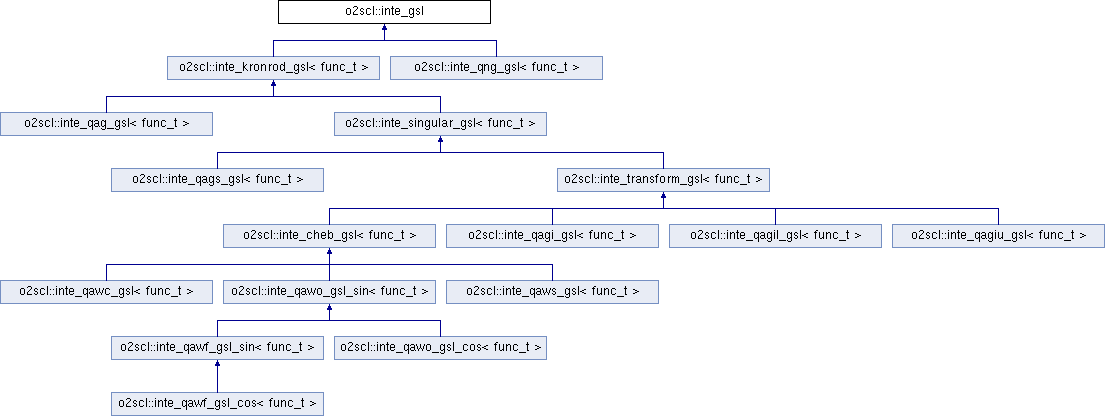 o2scl::inte_gsl
o2scl::inte_kronrod_gsl< func_t >
o2scl::inte_qng_gsl< func_t >
o2scl::inte_qag_gsl< func_t >
o2scl::inte_singular_gsl< func_t >
o2scl::inte_qags_gsl< func_t >
o2scl::inte_transform_gsl< func_t >
o2scl::inte_cheb_gsl< func_t >
o2scl::inte_qagi_gsl< func_t >
o2scl::inte_qagil_gsl< func_t >
o2scl::inte_qagiu_gsl< func_t >
o2scl::inte_qawc_gsl< func_t >
o2scl::inte_qawo_gsl_sin< func_t >
o2scl::inte_qaws_gsl< func_t >
o2scl::inte_qawf_gsl_sin< func_t >
o2scl::inte_qawo_gsl_cos< func_t >
o2scl::inte_qawf_gsl_cos< func_t >